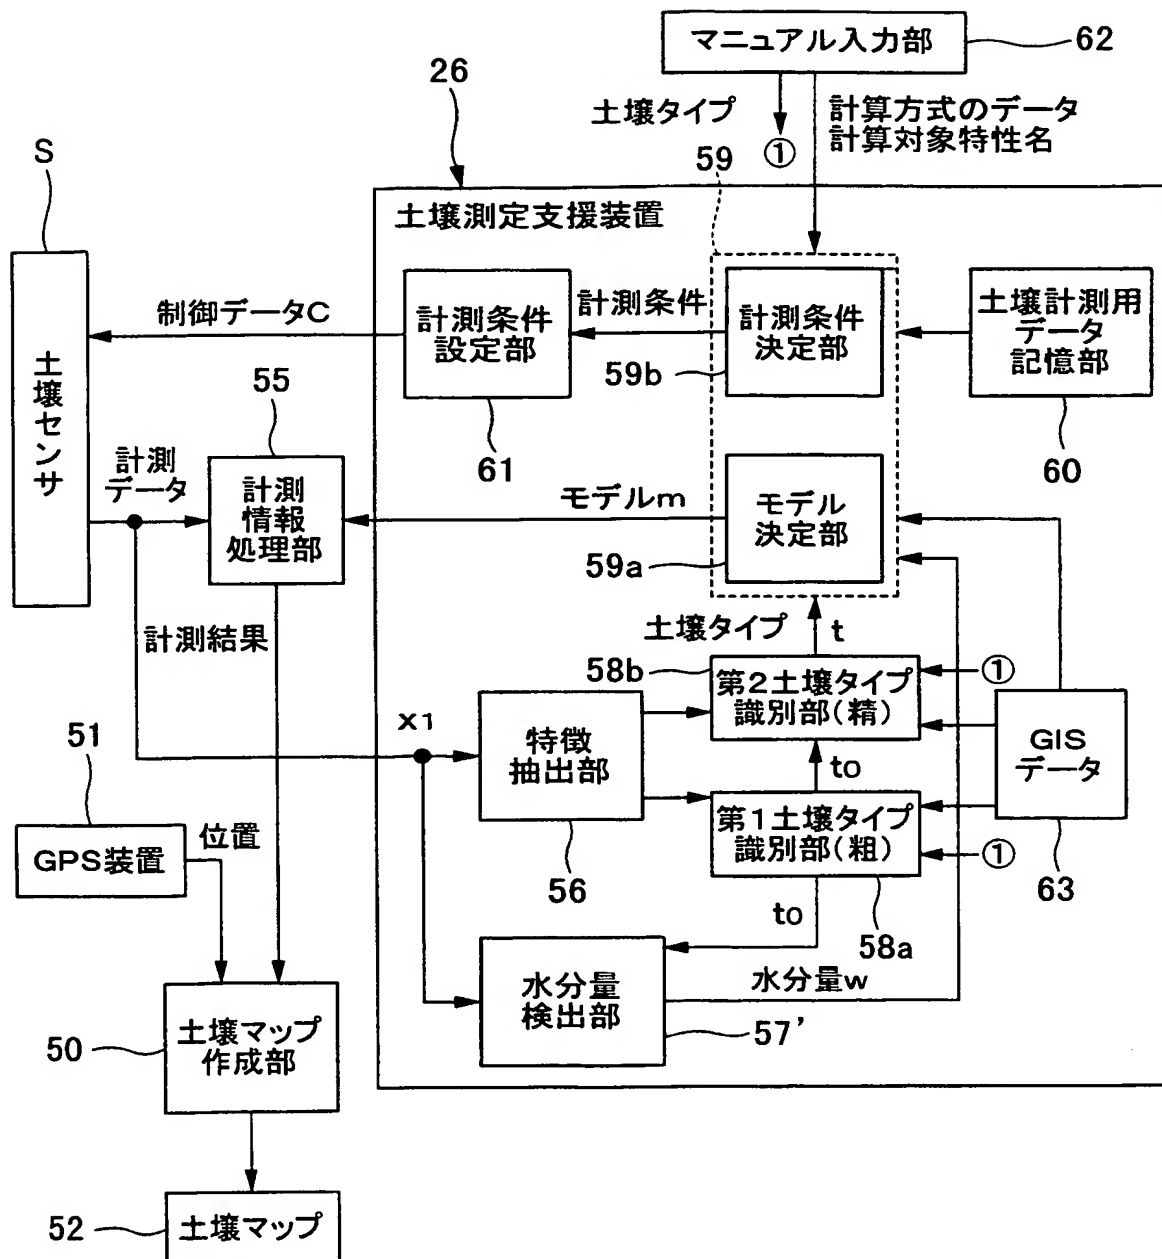 マニュアル入力部
62
26
土壌タイプ
①
計算方式のデータ
計算対象特性名
S
59
土壌測定支援装置
土壌センサ
制御データC
計測条件
設定部
61
計測条件
計測条件
決定部
59b
土壌計測用
データ
記憶部
60
55
計測
データ
計測
情報
処理部
モデルm
モデル
決定部
59a
計測結果
土壌タイプ
t
58b
第2土壌タイプ
識別部(精)
①
x1
特徴
抽出部
56
to
GIS
データ
63
51
GPS装置
位置
第1土壌タイプ
識別部(粗)
①
to
58a
水分量
検出部
57'
水分量w
50
土壌マップ
作成部
52
土壌マップ